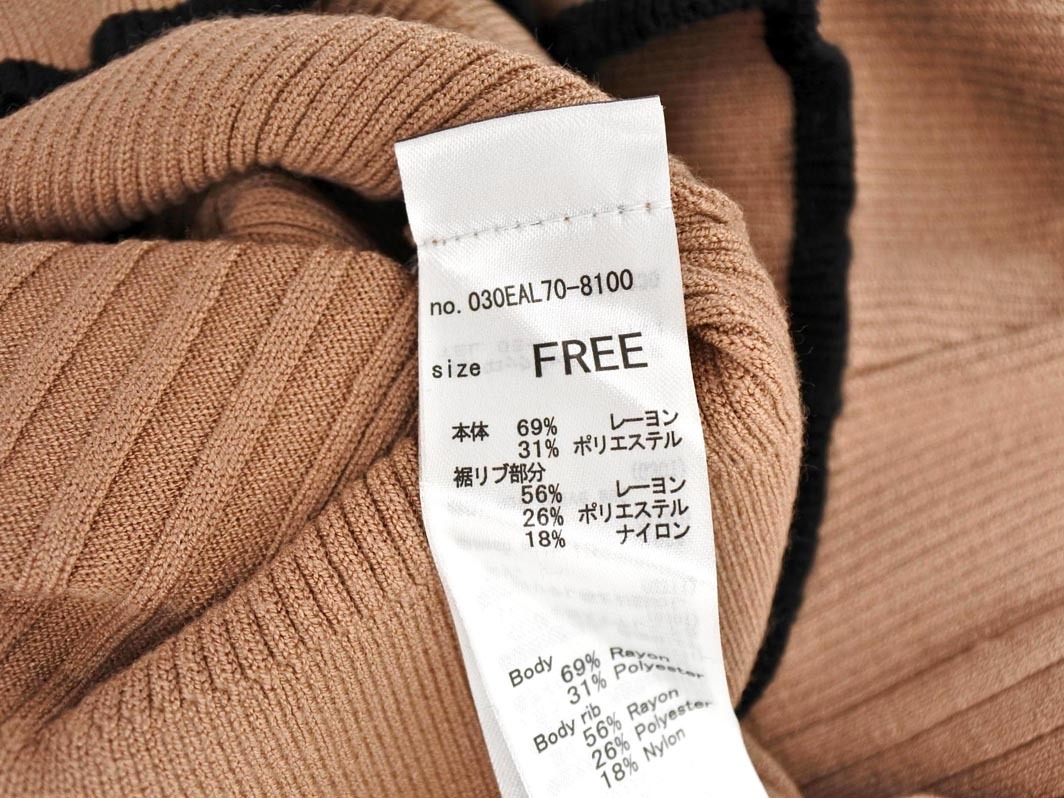 no. 030EAL70-8100
size FREE
本体 69% レーヨン
31% ポリエステル
裾リブ部分
56% レーヨン
26% ポリエステル
18% ナイロン
Body 69% Rayon
31% Polyester
Body rib
56% Rayon
26% Polyester
18% Nylon